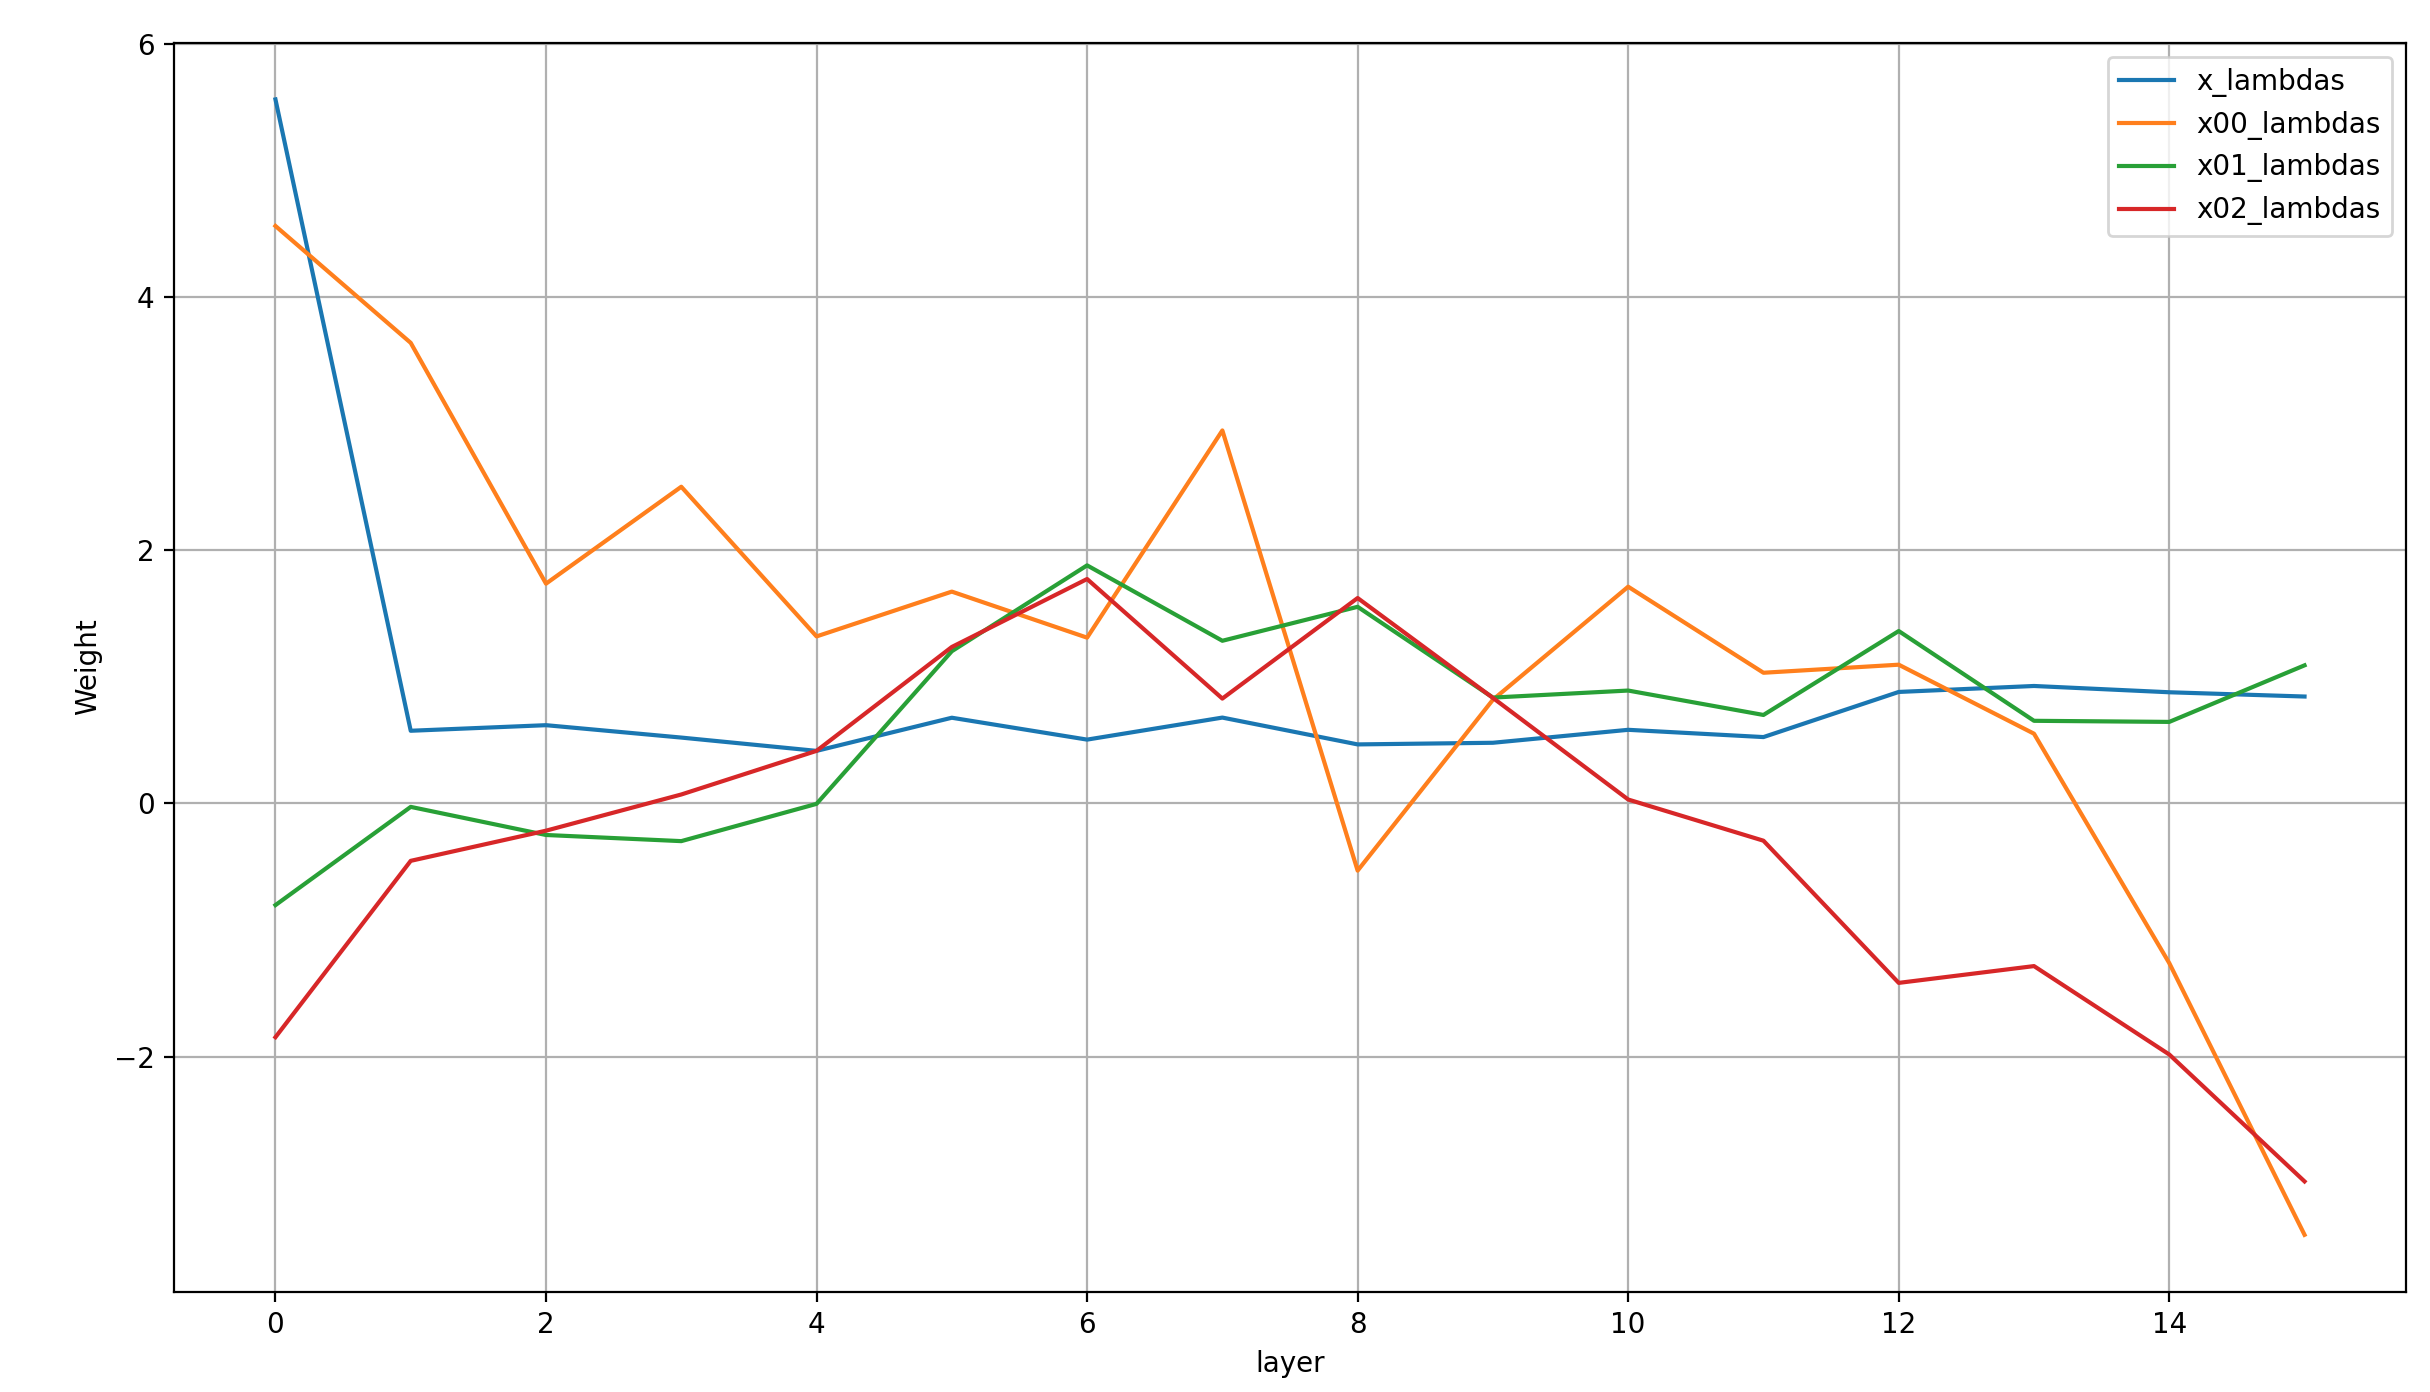 6
4
2
0
−2
Weight
x_lambdas
x00_lambdas
x01_lambdas
x02_lambdas
0 2 4 6 8 10 12 14
layer